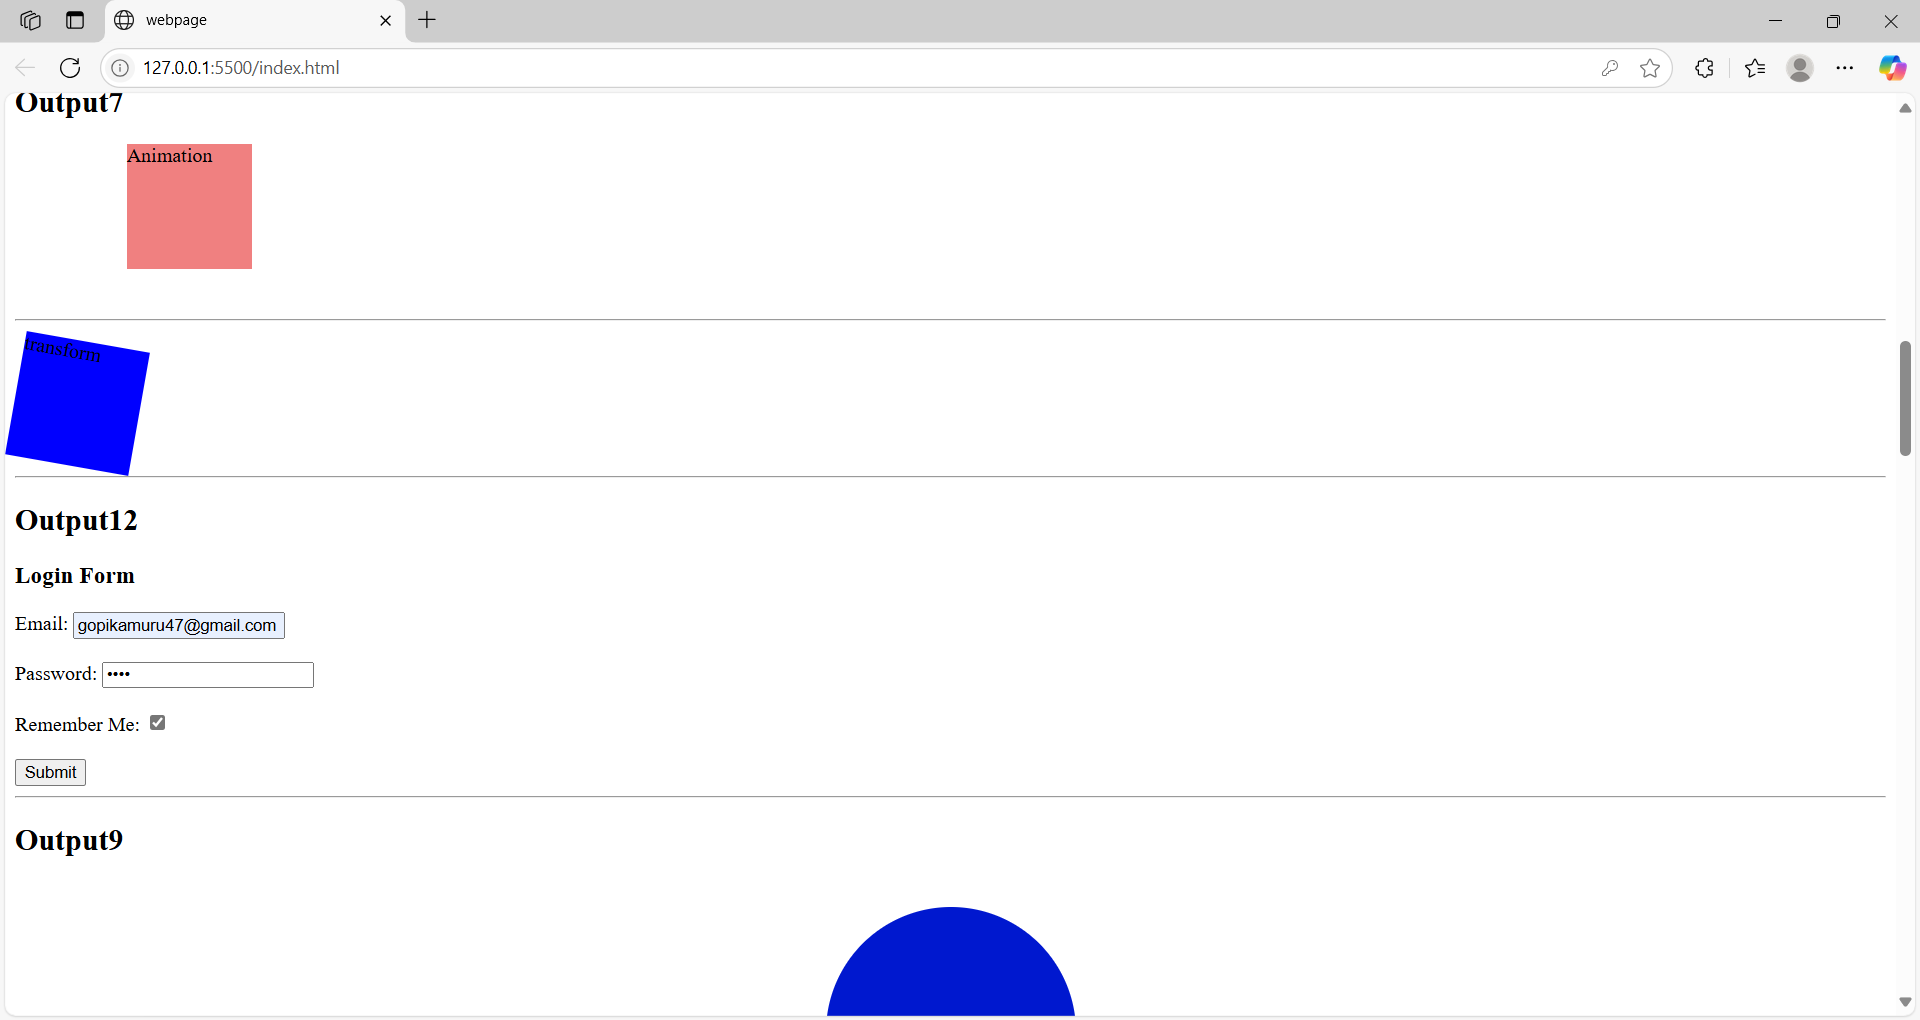 webpage
127.0.0.1:5500/index.html
Output7
Animation
transform
Output12
Login Form
Email: gopikamuru47@gmail.com
Password: ••••
Remember Me:
Submit
Output9